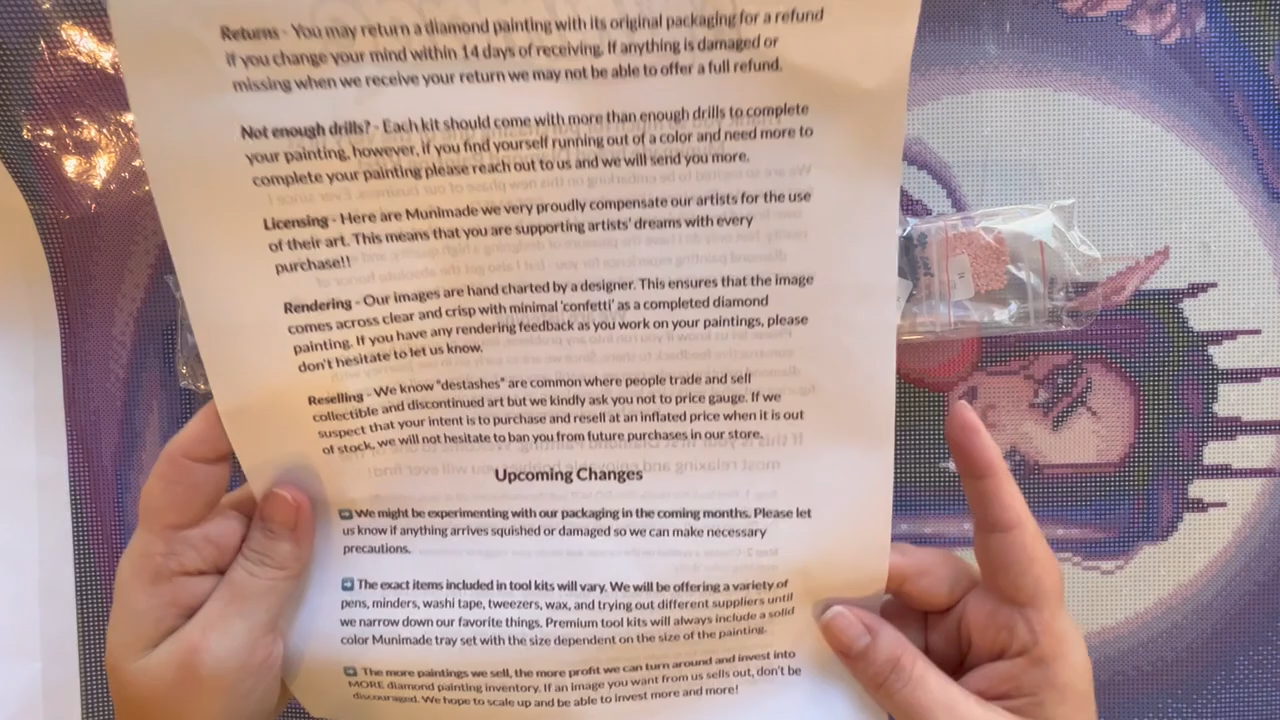 Returns - You may return a diamond painting with its original packaging for a refund
if you change your mind within 14 days of receiving. If anything is damaged or
missing when we receive your return we may not be able to offer a full refund.
Not enough drills? - Each kit should come with more than enough drills to complete
your painting, however, if you find yourself running out of a color and need more to
complete your painting please reach out to us and we will send you more.
Licensing - Here are Munimade we very proudly compensate our artists for the use
of their art. This means that you are supporting artists' dreams with every
purchase!!
Rendering - Our images are hand charted by a designer. This ensures that the image
comes across clear and crisp with minimal 'confetti' as a completed diamond
painting. If you have any rendering feedback as you work on your paintings, please
don't hesitate to let us know.
Reselling - We know "destashes" are common where people trade and sell
collectible and discontinued art but we kindly ask you not to price gauge. If we
suspect that your intent is to purchase and resell at an inflated price when it is out
of stock, we will not hesitate to ban you from future purchases in our store.
Upcoming Changes
We might be experimenting with our packaging in the coming months. Please let
us know if anything arrives squished or damaged so we can make necessary
precautions.
The exact items included in tool kits will vary. We will be offering a variety of
pens, minders, washi tape, tweezers, wax, and trying out different suppliers until
we narrow down our favorite things. Premium tool kits will always include a solid
color Munimade tray set with the size dependent on the size of the painting.
The more paintings we sell, the more profit we can turn around and invest into
MORE diamond painting inventory. If an image you want from us sells out, don't be
discouraged. We hope to scale up and be able to invest more and more!